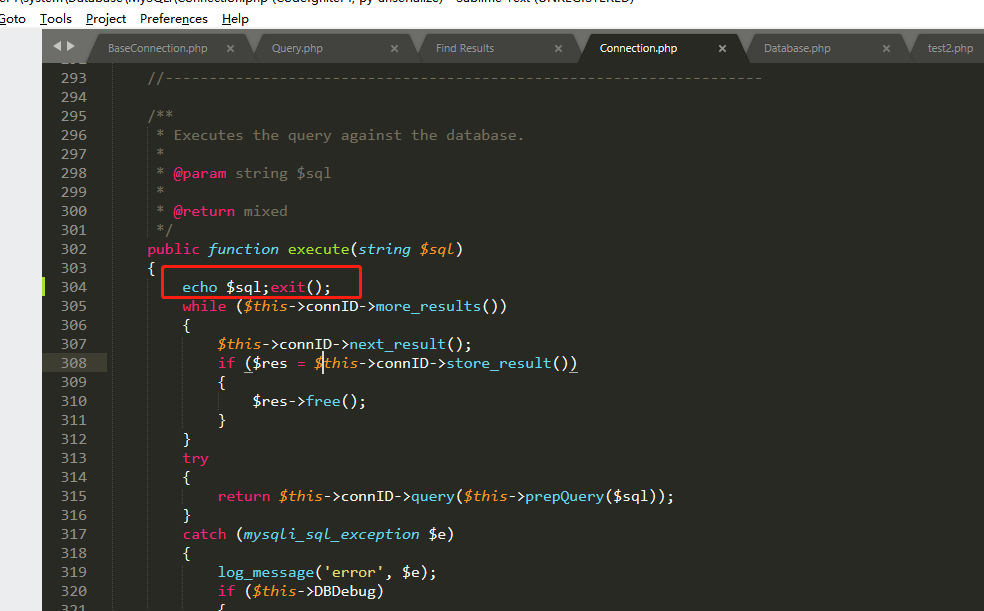 Goto Tools Project Preferences Help
BaseConnection.php × Query.php × Find Results × Connection.php × Database.php × test2.php
293 //--------------------------------------------------------------------
294
295 /**
296 * Executes the query against the database.
297 *
298 * @param string $sql
299 *
300 * @return mixed
301 */
302 public function execute(string $sql)
303 {
304 echo $sql;exit();
305 while ($this->connID->more_results())
306 {
307 $this->connID->next_result();
308 if ($res = $this->connID->store_result())
309 {
310 $res->free();
311 }
312 }
313 try
314 {
315 return $this->connID->query($this->prepQuery($sql));
316 }
317 catch (mysqli_sql_exception $e)
318 {
319 log_message('error', $e);
320 if ($this->DBDebug)
321 {